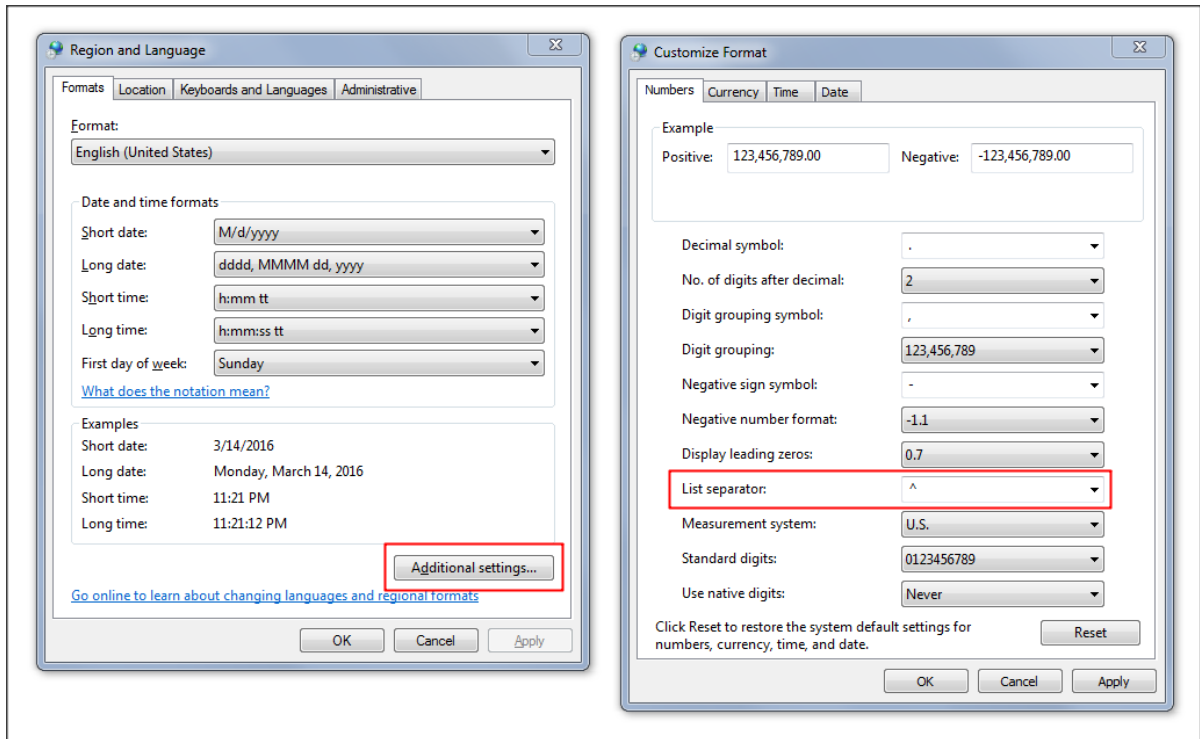 Region and Language
Formats Location Keyboards and Languages Administrative
Format:
English (United States)
Date and time formats
Short date: M/d/yyyy
Long date: dddd, MMMM dd, yyyy
Short time: h:mm tt
Long time: h:mm:ss tt
First day of week: Sunday
What does the notation mean?
Examples
Short date: 3/14/2016
Long date: Monday, March 14, 2016
Short time: 11:21 PM
Long time: 11:21:12 PM
Additional settings...
Go online to learn about changing languages and regional formats
OK Cancel Apply
Customize Format
Numbers Currency Time Date
Example
Positive: 123,456,789.00 Negative: -123,456,789.00
Decimal symbol: .
No. of digits after decimal: 2
Digit grouping symbol: ,
Digit grouping: 123,456,789
Negative sign symbol: -
Negative number format: -1.1
Display leading zeros: 0.7
List separator: ^
Measurement system: U.S.
Standard digits: 0123456789
Use native digits: Never
Click Reset to restore the system default settings for
numbers, currency, time, and date.
Reset
OK Cancel Apply